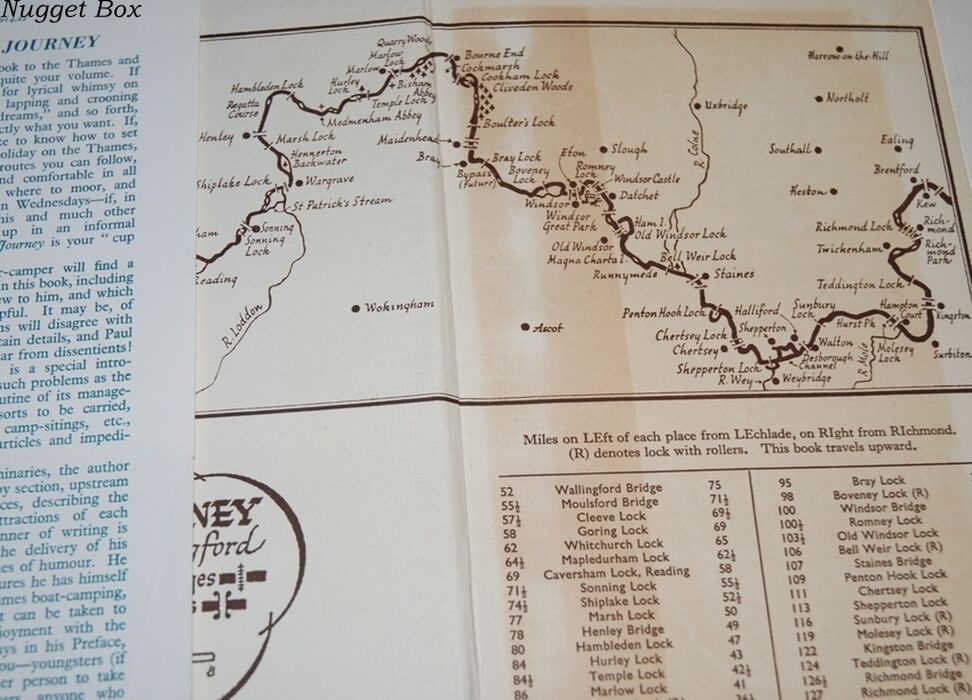 Nugget Box
JOURNEY
ook to the Thames and
quite your volume. If
for lyrical whimsy on
lapping and crooning
dreams," and so forth,
ctly what you want. If,
ke to know how to set
oliday on the Thames,
routes you can follow,
nd comfortable in all
where to moor, and
n Wednesdays—if, in
his and much other
up in an informal
Journey is your " cup
r-camper will find a
n this book, including
ew to him, and which
pful. It may be, of
ns will disagree with
tain details, and Paul
ar from dissentients!
is a special intro-
such problems as the
utine of its manage-
sorts to be carried,
camp-sitings, etc.,
articles and impedi-
minaries, the author
by section, upstream
ces, describing the
ttractions of each
nner of writing is
he delivery of his
es of humour. He
ures he has himself
mes boat-camping,
t can be taken to
joyment with the
ays in his Preface,
ou—youngsters (if
er person to take
anyone who
Quarry Woods
Marlow
Marlow Lock
Bourne End
Cockmarsh
Cookham Lock
Cliveden Woods
Hambleden Lock
Hurley Lock
Bisham Abbey
Temple Lock
Medmenham Abbey
Regatta Course
Henley
Marsh Lock
Hennerton Backwater
Shiplake Lock
Wargrave
St Patrick's Stream
Sonning
Sonning Lock
ham
Reading
R. Loddon
Wokingham
Boulter's Lock
Maidenhead
Bray
Bray Lock
Bypass (Future)
Boveney Lock
Eton
Romney Lock
Slough
Windsor Castle
Datchet
Windsor
Windsor Great Park
Ham I.
Old Windsor Lock
Old Windsor
Magna Charta I.
Runnymede
Bell Weir Lock
Staines
Ascot
R. Colne
Uxbridge
Harrow-on-the-Hill
Northolt
Southall
Ealing
Heston
Brentford
Kew
Richmond Lock
Rich-mond
Twickenham
Rich-mond Park
Teddington Lock
Penton Hook Lock
Halliford
Shepperton
Sunbury Lock
Hampton Court
Kingston
Hurst Pk
Chertsey Lock
Chertsey
Walton
Desborough Channel
Molesey Lock
Surbiton
Shepperton Lock
R. Wey
Weybridge
R. Mole
Miles on LEft of each place from LEchlade, on RIght from RIchmond.
(R) denotes lock with rollers. This book travels upward.
52 Wallingford Bridge 75
55½ Moulsford Bridge 71½
57½ Cleeve Lock 69½
58 Goring Lock 69
62 Whitchurch Lock 65
64½ Mapledurham Lock 62½
69 Caversham Lock, Reading 58
71½ Sonning Lock 55½
74½ Shiplake Lock 52½
77 Marsh Lock 50
78 Henley Bridge 49
80 Hambleden Lock 47
84 Hurley Lock 43
84½ Temple Lock 42½
86 Marlow Lock 41
95 Bray Lock
98 Boveney Lock (R)
100 Windsor Bridge
100½ Romney Lock
103½ Old Windsor Lock
106 Bell Weir Lock (R)
107 Staines Bridge
109 Penton Hook Lock
111 Chertsey Lock
113 Shepperton Lock
116 Sunbury Lock (R)
119 Molesey Lock (R)
122 Kingston Bridge
124 Teddington Lock (R)
126½ Richmond Bridge
127 Richmond Lock (R)
NEY
gford
ges
s
8